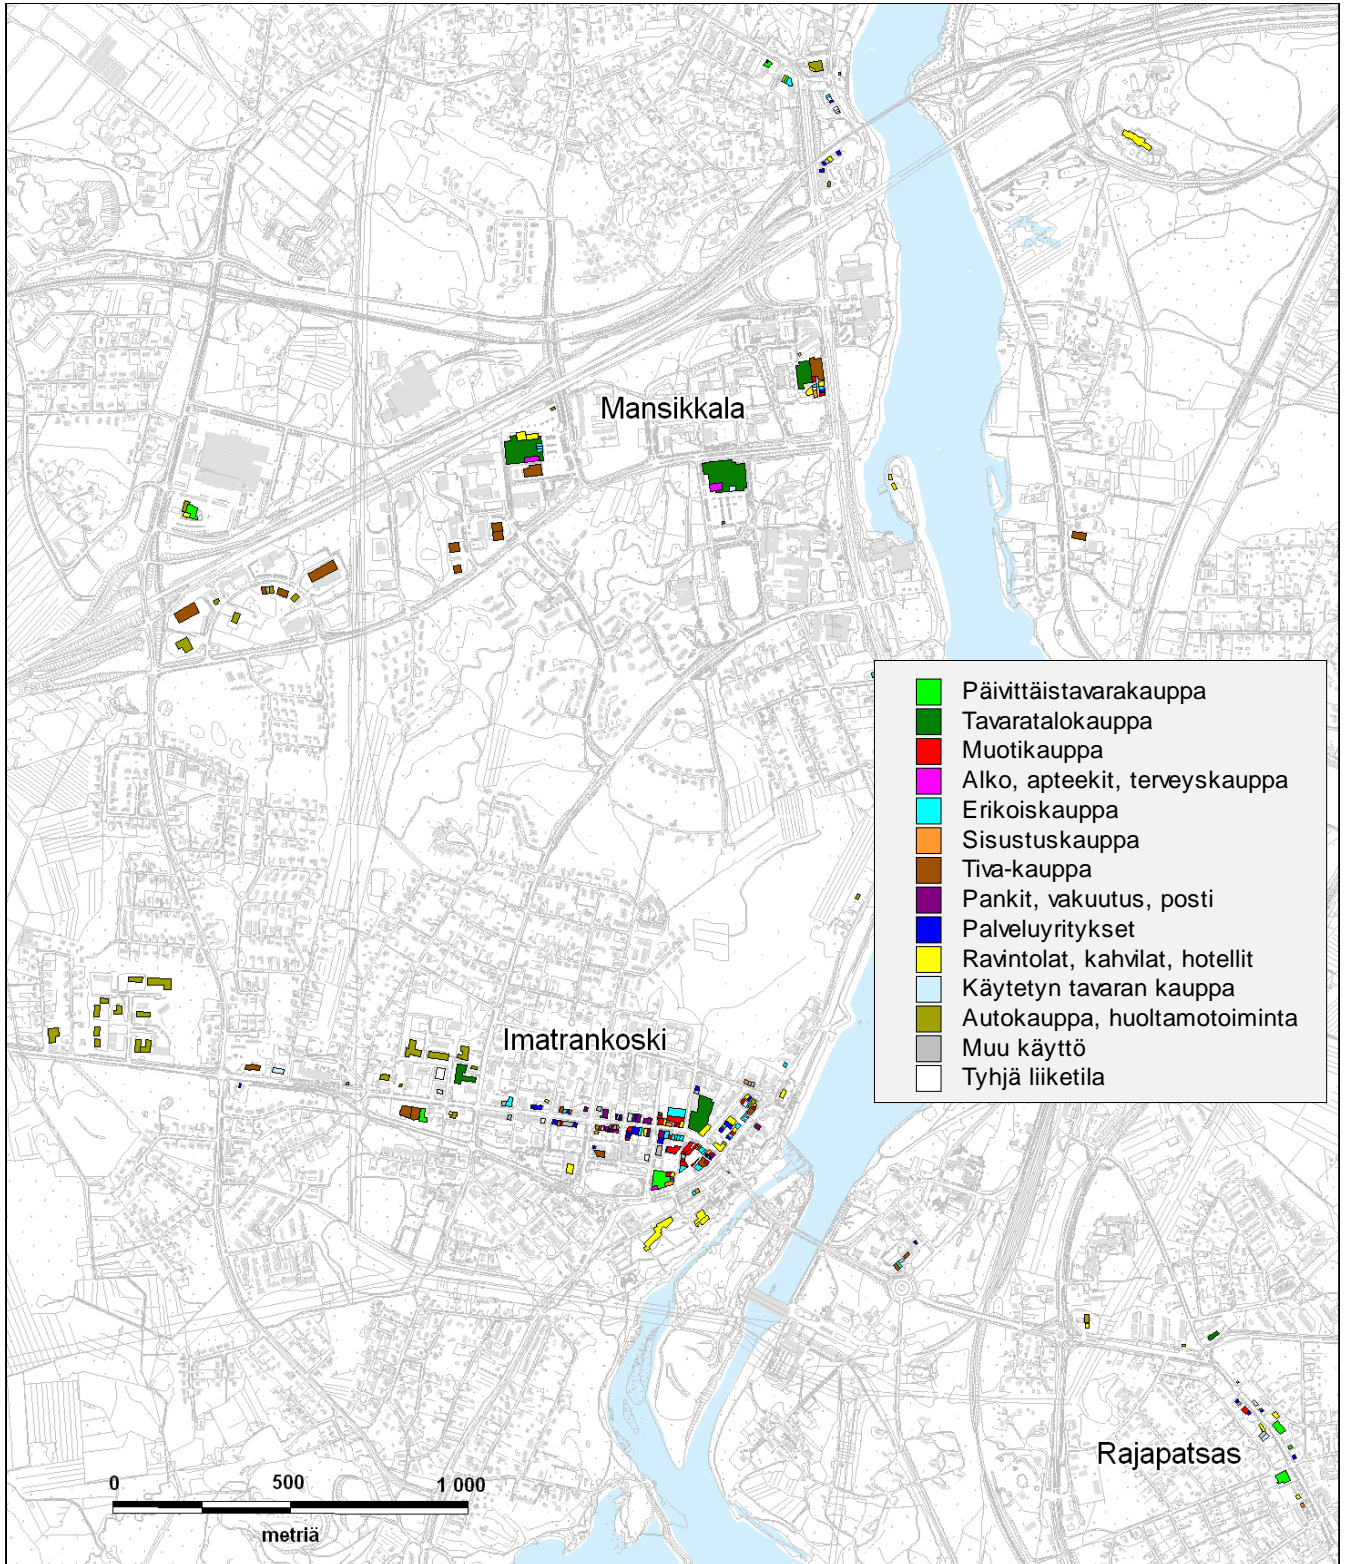 Mansikkala
Päivittäistavarakauppa
Tavaratalokauppa
Muotikauppa
Alko, apteekit, terveyskauppa
Erikoiskauppa
Sisustuskauppa
Tiva-kauppa
Pankit, vakuutus, posti
Palveluyritykset
Ravintolat, kahvilat, hotellit
Käytetyn tavaran kauppa
Autokauppa, huoltamotoiminta
Muu käyttö
Tyhjä liiketila
Imatrankoski
Rajapatsas
0 500 1 000
metriä